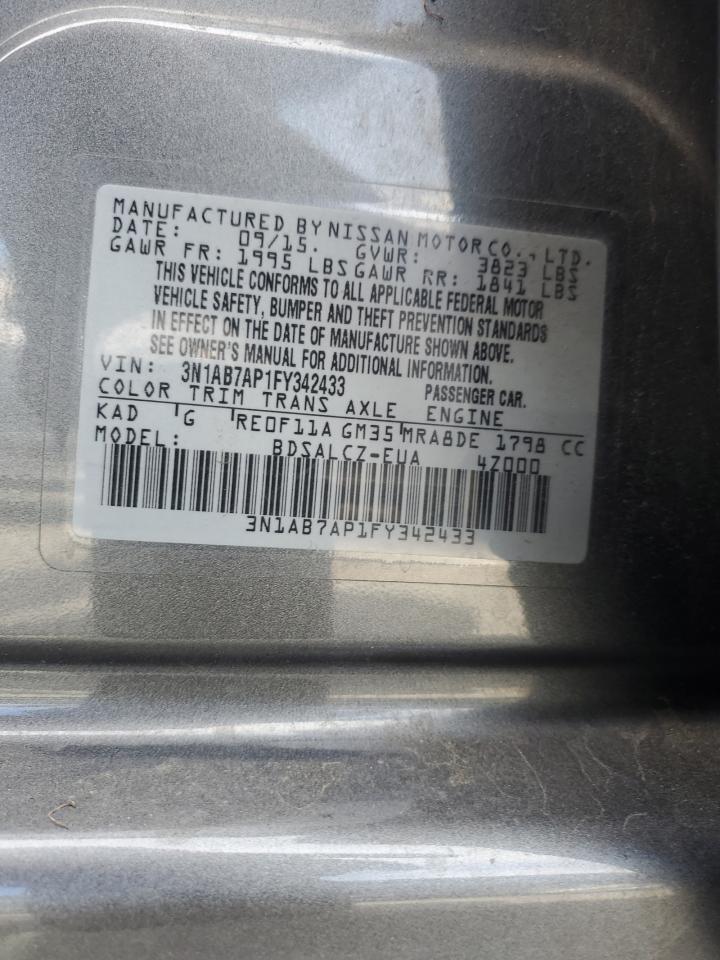 MANUFACTURED BY NISSAN MOTOR CO., LTD.
DATE: 09/15. GVWR: 3823 LBS
GAWR FR: 1995 LBS GAWR RR: 1841 LBS
THIS VEHICLE CONFORMS TO ALL APPLICABLE FEDERAL MOTOR
VEHICLE SAFETY, BUMPER AND THEFT PREVENTION STANDARDS
IN EFFECT ON THE DATE OF MANUFACTURE SHOWN ABOVE.
SEE OWNER'S MANUAL FOR ADDITIONAL INFORMATION.
VIN: 3N1AB7AP1FY342433 PASSENGER CAR.
COLOR TRIM TRANS AXLE ENGINE
KAD G RE0F11A GM35 MRA8DE 1798 CC
MODEL: BDSALCZ-EUA 4Z000
3N1AB7AP1FY342433